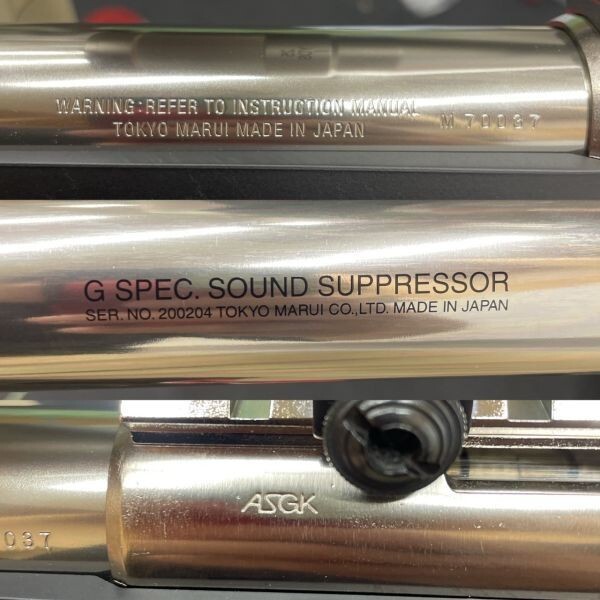 WARNING:REFER TO INSTRUCTION MANUAL
TOKYO MARUI MADE IN JAPAN
M 70037
G SPEC. SOUND SUPPRESSOR
SER. NO. 200204 TOKYO MARUI CO.,LTD. MADE IN JAPAN
ASGK
037